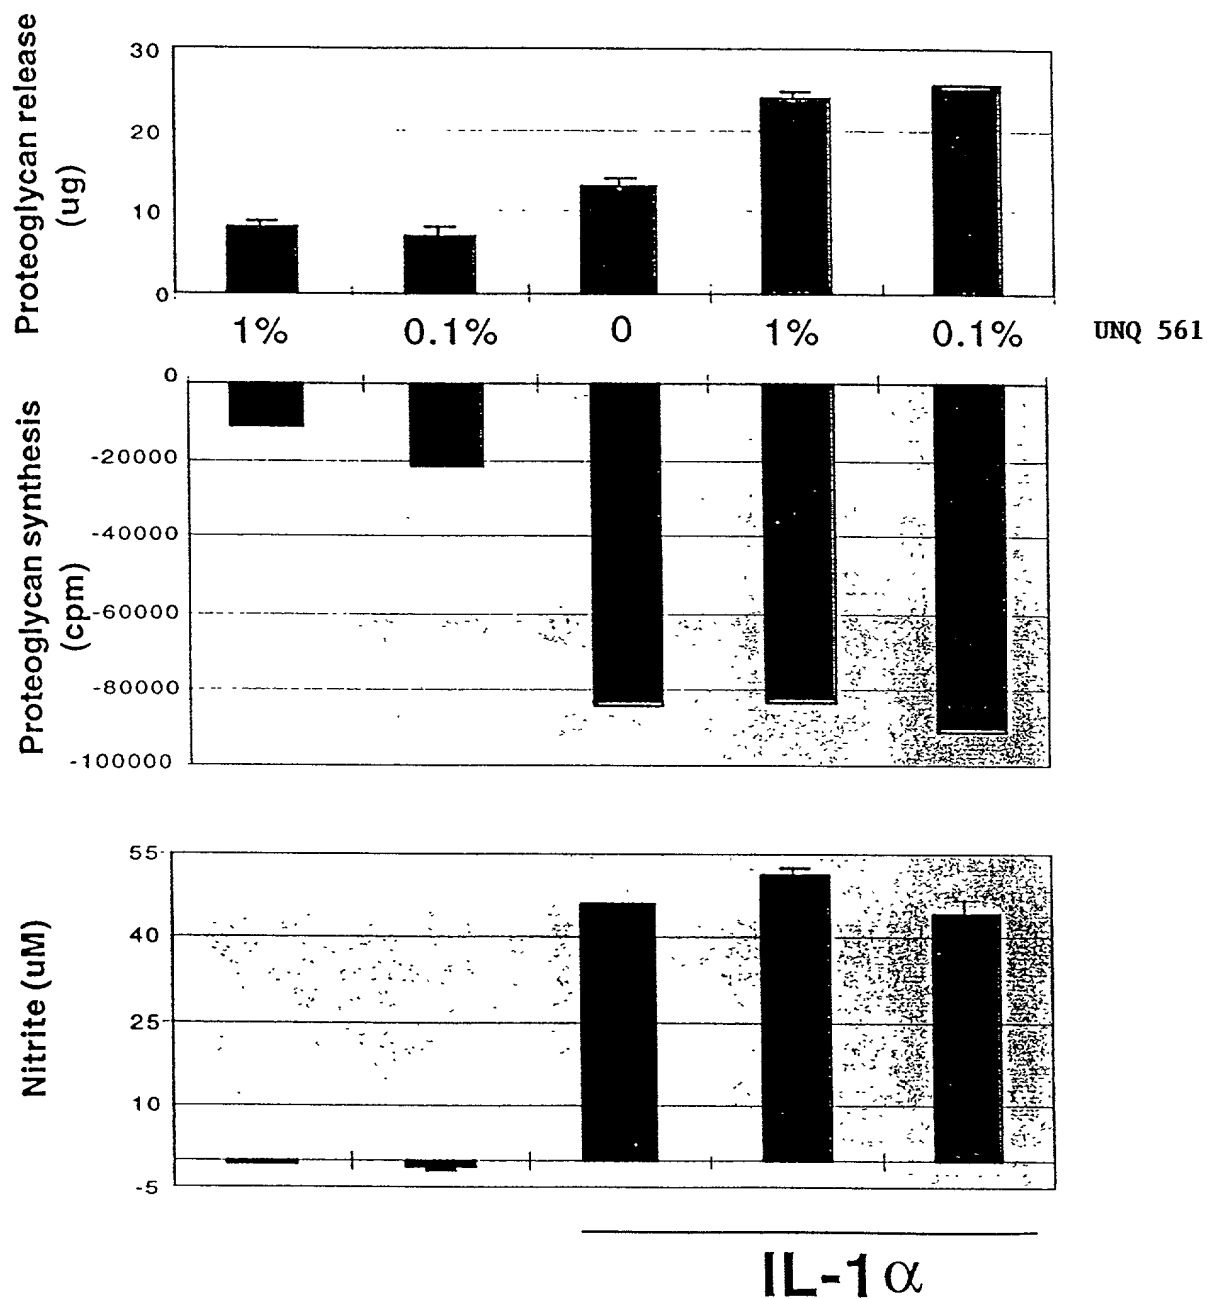 Proteoglycan release
(ug)
30
20
10
0
1% 0.1% 0 1% 0.1% UNQ 561
Proteoglycan synthesis
(cpm)
0
-20000
-40000
-60000
-80000
-100000
Nitrite (uM)
55
40
25
10
-5
IL-1α